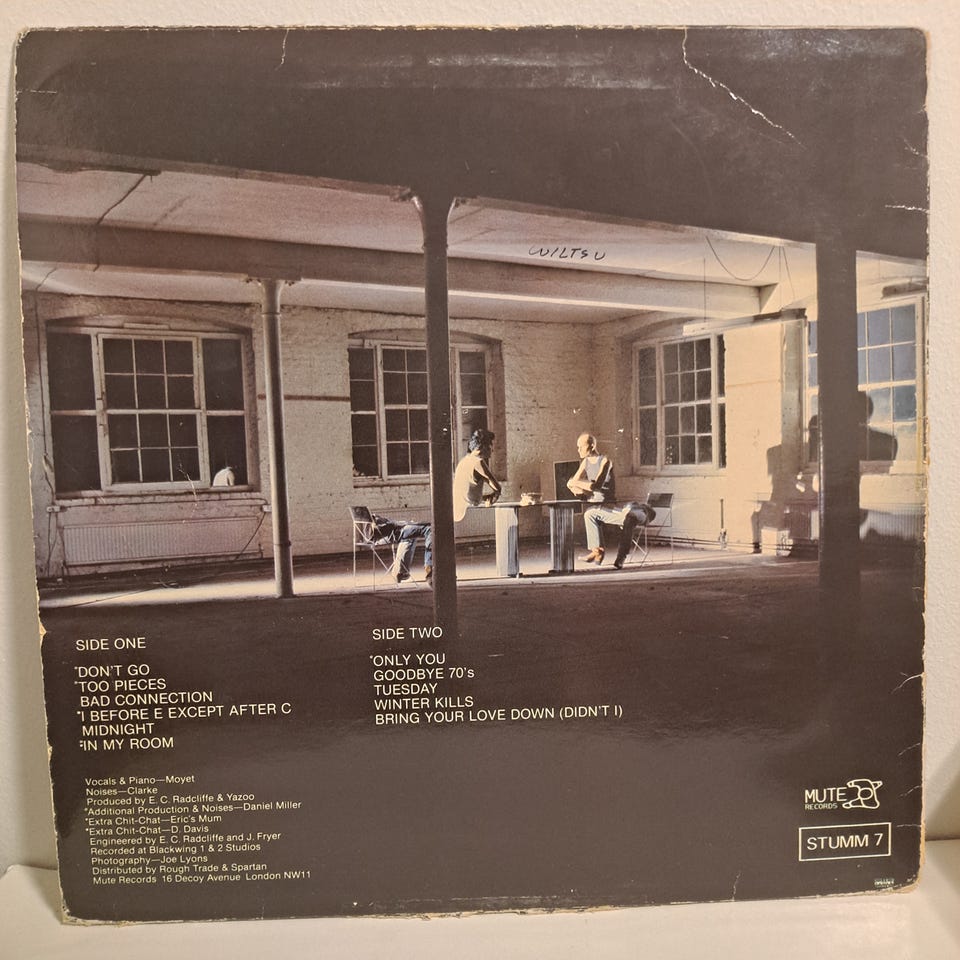 WILTSU
SIDE ONE
*DON'T GO
*TOO PIECES
BAD CONNECTION
*I BEFORE E EXCEPT AFTER C
MIDNIGHT
*IN MY ROOM
SIDE TWO
*ONLY YOU
GOODBYE 70's
TUESDAY
WINTER KILLS
BRING YOUR LOVE DOWN (DIDN'T I)
Vocals & Piano—Moyet
Noises—Clarke
Produced by E. C. Radcliffe & Yazoo
*Additional Production & Noises—Daniel Miller
*Extra Chit-Chat—Eric's Mum
*Extra Chit-Chat—D. Davis
Engineered by E. C. Radcliffe and J. Fryer
Recorded at Blackwing 1 & 2 Studios
Photography—Joe Lyons
Distributed by Rough Trade & Spartan
Mute Records 16 Decoy Avenue London NW11
MUTE
RECORDS
STUMM 7